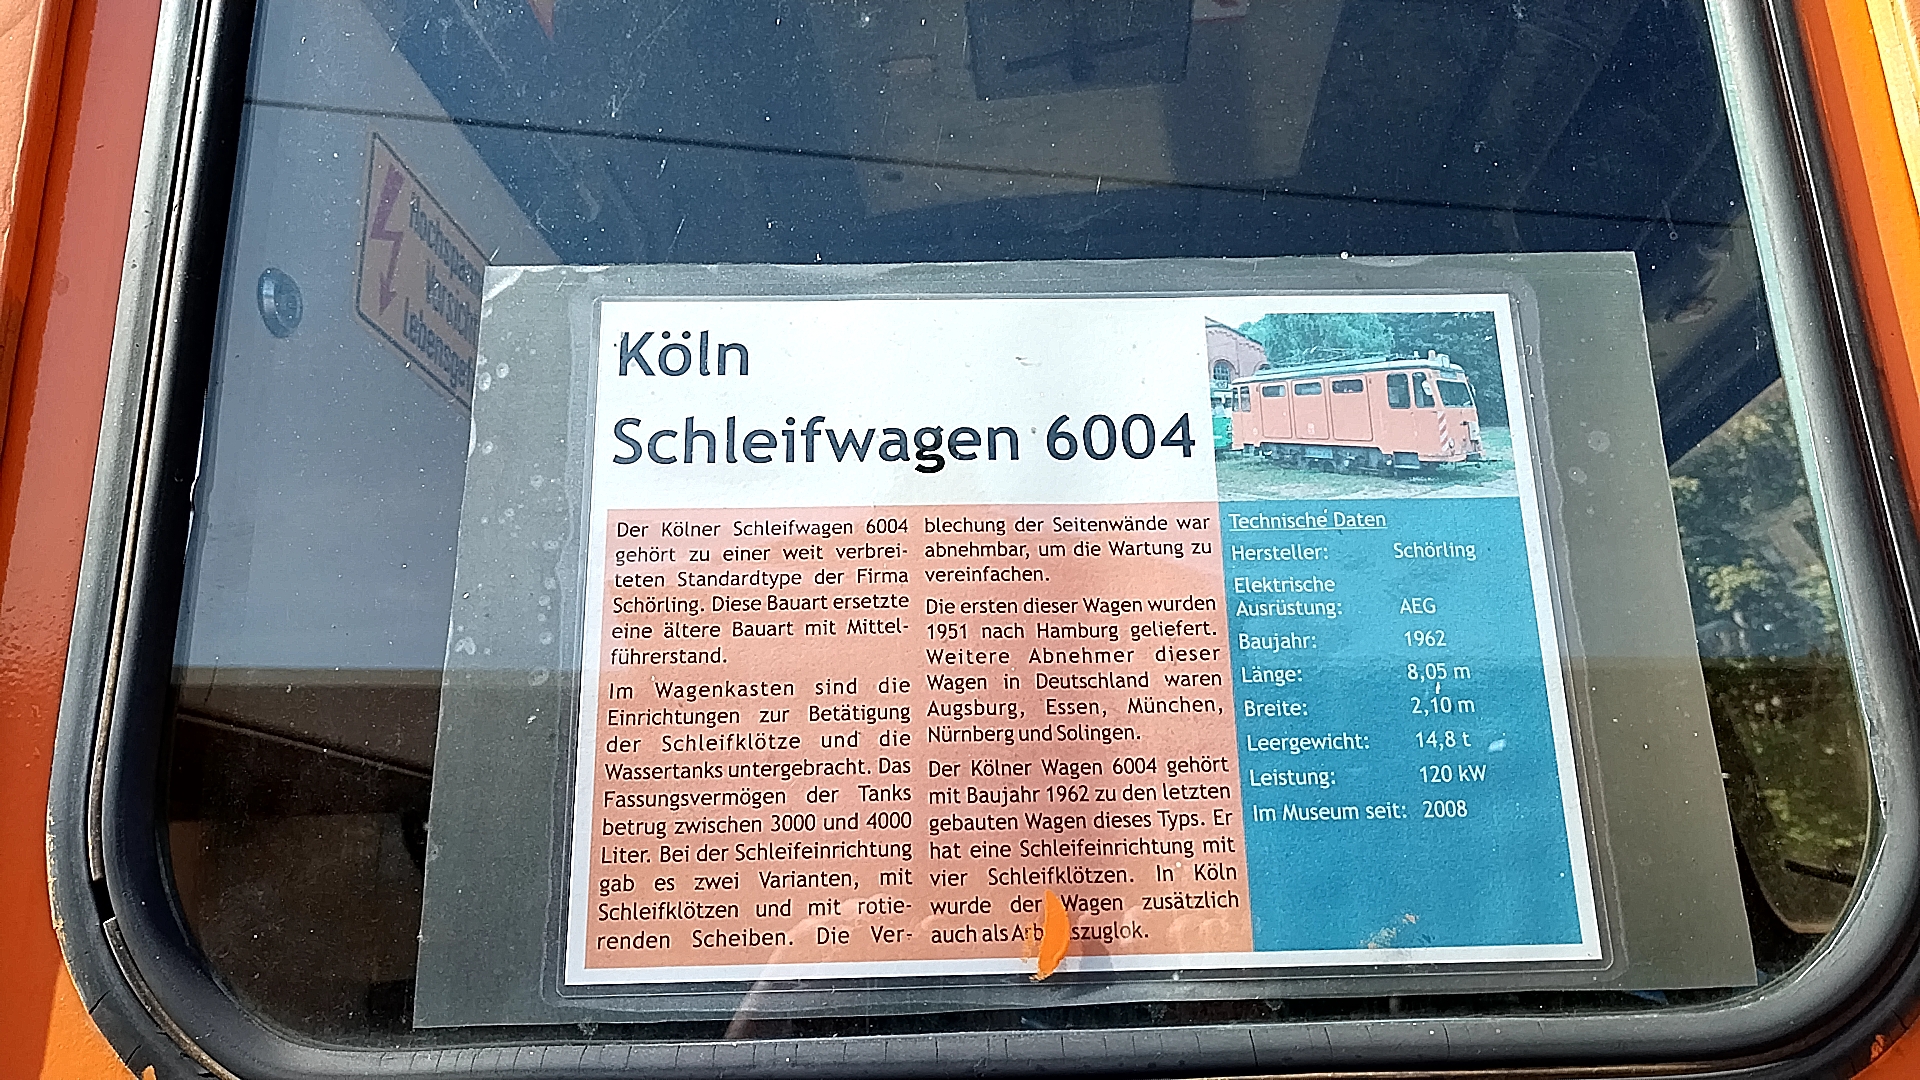 Hochspannung
Vorsicht
Lebensgefahr
Köln
Schleifwagen 6004
Der Kölner Schleifwagen 6004
gehört zu einer weit verbrei-
teten Standardtype der Firma
Schörling. Diese Bauart ersetzte
eine ältere Bauart mit Mittel-
führerstand.
Im Wagenkasten sind die
Einrichtungen zur Betätigung
der Schleifklötze und die
Wassertanks untergebracht. Das
Fassungsvermögen der Tanks
betrug zwischen 3000 und 4000
Liter. Bei der Schleifeinrichtung
gab es zwei Varianten, mit
Schleifklötzen und mit rotie-
renden Scheiben. Die Ver-
blechung der Seitenwände war
abnehmbar, um die Wartung zu
vereinfachen.
Die ersten dieser Wagen wurden
1951 nach Hamburg geliefert.
Weitere Abnehmer dieser
Wagen in Deutschland waren
Augsburg, Essen, München,
Nürnberg und Solingen.
Der Kölner Wagen 6004 gehört
mit Baujahr 1962 zu den letzten
gebauten Wagen dieses Typs. Er
hat eine Schleifeinrichtung mit
vier Schleifklötzen. In Köln
wurde der Wagen zusätzlich
auch als Arbeitszuglok.
Technische Daten
Hersteller: Schörling
Elektrische
Ausrüstung: AEG
Baujahr: 1962
Länge: 8,05 m
Breite: 2,10 m
Leergewicht: 14,8 t
Leistung: 120 kW
Im Museum seit: 2008